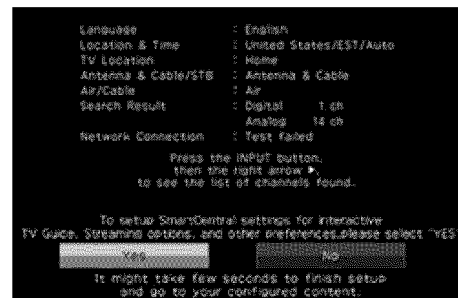 Language : English
Location & Time : United States/EST/Auto
TV Location : Home
Antenna & Cable/STB : Antenna & Cable
Air/Cable : Air
Search Result : Digital 1 ch
Analog 14 ch
Network Connection : Test Failed
Press the INPUT button,
then the right arrow ▶,
to see the list of channels found.
To setup SmartCentral settings for interactive
TV Guide, Streaming options, and other preferences,please select "YES"
Yes No
It might take few seconds to finish setup
and go to your configured content.